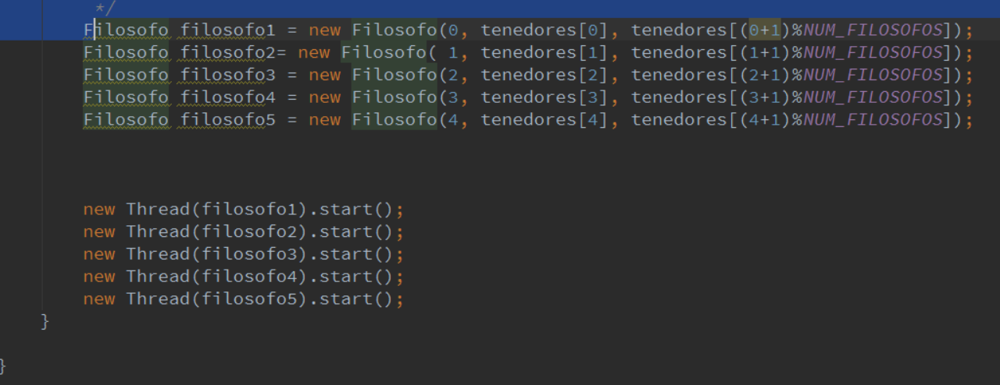 */
Filosofo filosofo1 = new Filosofo(0, tenedores[0], tenedores[(0+1)%NUM_FILOSOFOS]);
Filosofo filosofo2= new Filosofo( 1, tenedores[1], tenedores[(1+1)%NUM_FILOSOFOS]);
Filosofo filosofo3 = new Filosofo(2, tenedores[2], tenedores[(2+1)%NUM_FILOSOFOS]);
Filosofo filosofo4 = new Filosofo(3, tenedores[3], tenedores[(3+1)%NUM_FILOSOFOS]);
Filosofo filosofo5 = new Filosofo(4, tenedores[4], tenedores[(4+1)%NUM_FILOSOFOS]);
new Thread(filosofo1).start();
new Thread(filosofo2).start();
new Thread(filosofo3).start();
new Thread(filosofo4).start();
new Thread(filosofo5).start();
}
}